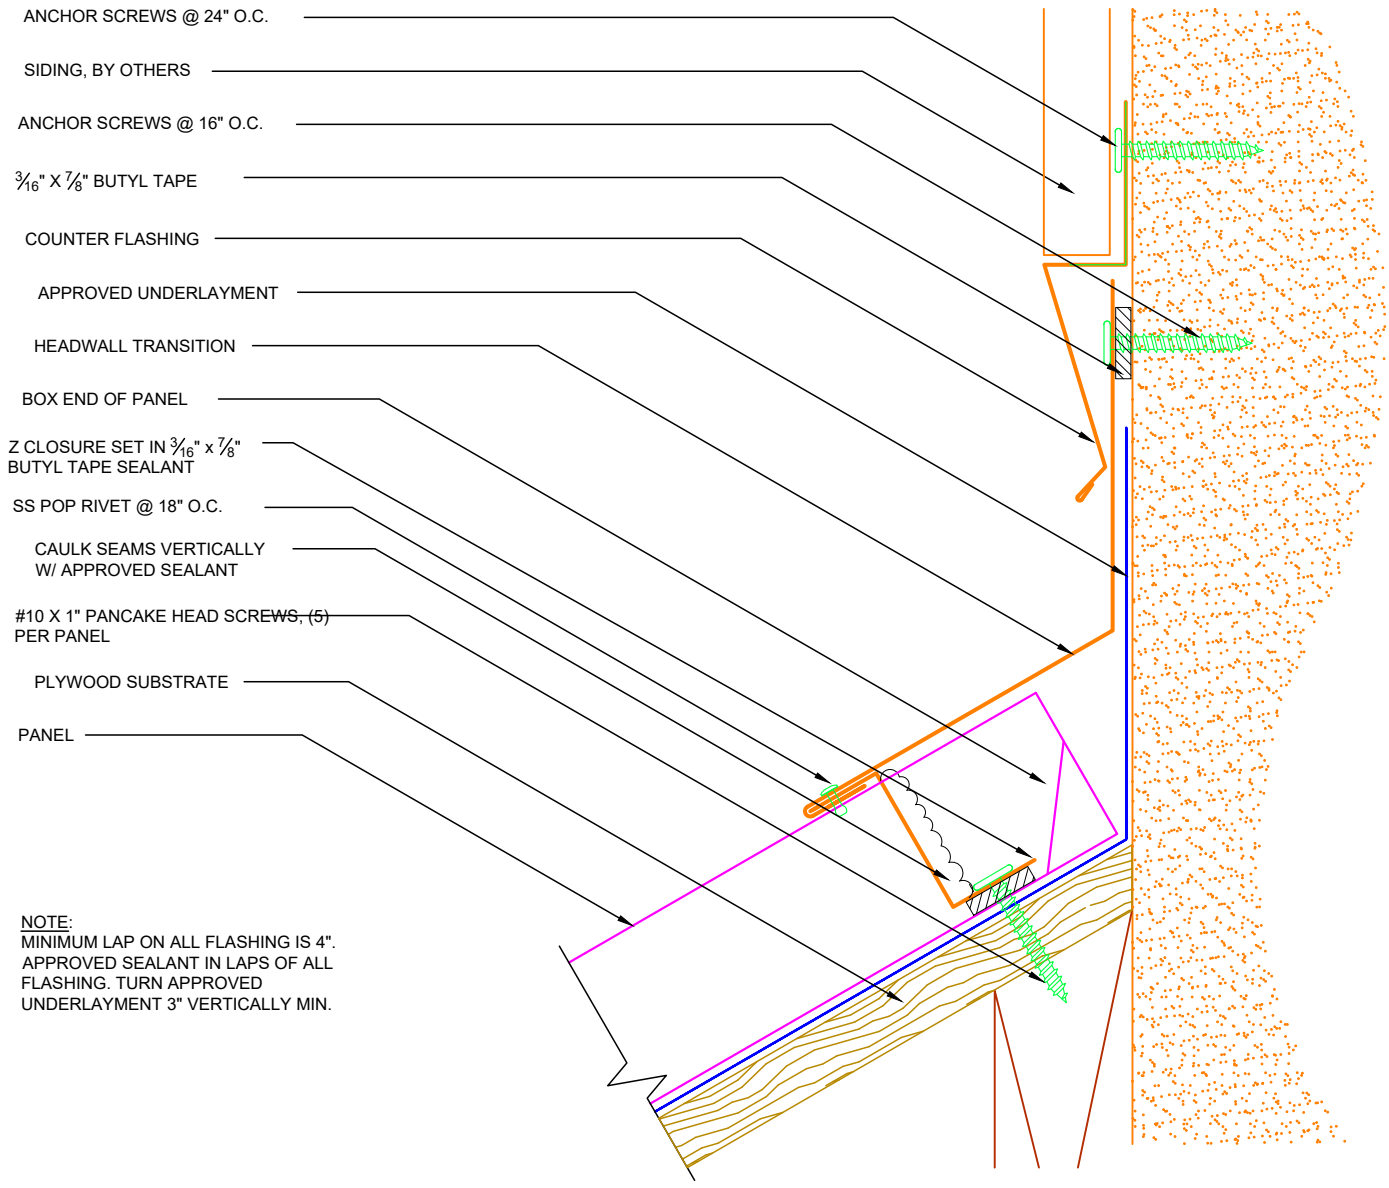 ANCHOR SCREWS @ 24" O.C.
SIDING, BY OTHERS
ANCHOR SCREWS @ 16" O.C.
3/16" X 7/8" BUTYL TAPE
COUNTER FLASHING
APPROVED UNDERLAYMENT
HEADWALL TRANSITION
BOX END OF PANEL
Z CLOSURE SET IN 3/16" x 7/8"
BUTYL TAPE SEALANT
SS POP RIVET @ 18" O.C.
CAULK SEAMS VERTICALLY
W/ APPROVED SEALANT
#10 X 1" PANCAKE HEAD SCREWS, (5)
PER PANEL
PLYWOOD SUBSTRATE
PANEL
NOTE:
MINIMUM LAP ON ALL FLASHING IS 4".
APPROVED SEALANT IN LAPS OF ALL
FLASHING. TURN APPROVED
UNDERLAYMENT 3" VERTICALLY MIN.